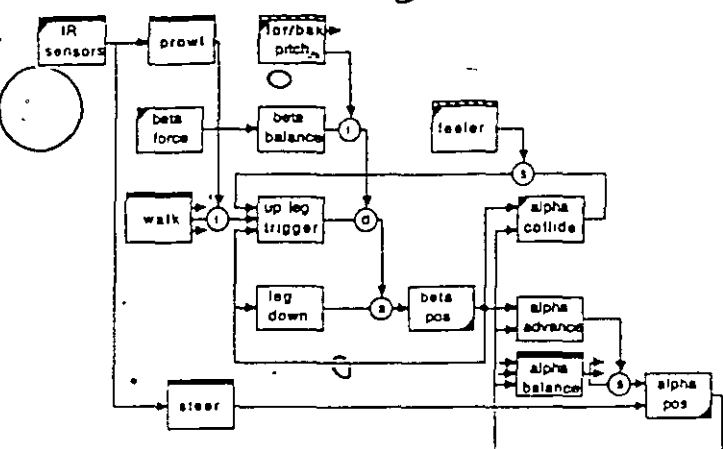 IR
sensors
prowl
for/bak
pitch
beta
force
beta
balance
i
feeler
s
walk
i
up leg
trigger
d
alpha
collide
leg
down
s
beta
pos
alpha
advance
alpha
balance
s
steer
alpha
pos